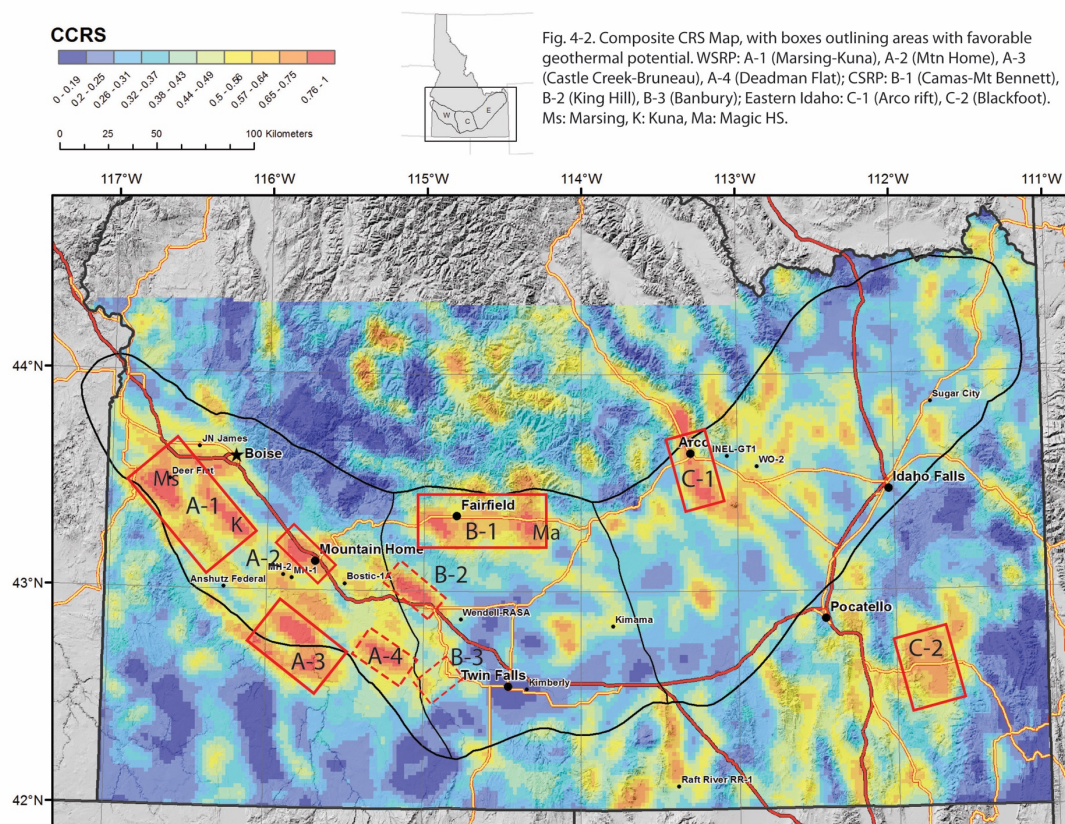 CCRS
0 - 0.19
0.2 - 0.25
0.26 - 0.31
0.32 - 0.37
0.38 - 0.43
0.44 - 0.49
0.5 - 0.56
0.57 - 0.64
0.65 - 0.75
0.76 - 1
0 25 50 100 Kilometers
W
C
E
Fig. 4-2. Composite CRS Map, with boxes outlining areas with favorable
geothermal potential. WSRP: A-1 (Marsing-Kuna), A-2 (Mtn Home), A-3
(Castle Creek-Bruneau), A-4 (Deadman Flat); CSRP: B-1 (Camas-Mt Bennett),
B-2 (King Hill), B-3 (Banbury); Eastern Idaho: C-1 (Arco rift), C-2 (Blackfoot).
Ms: Marsing, K: Kuna, Ma: Magic HS.
117°W 116°W 115°W 114°W 113°W 112°W 111°W
44°N
Sugar City
JN James
Boise
Arco
INEL-GT1
WO-2
Ms
Deer Flat
C-1
Idaho Falls
A-1
K
Fairfield
B-1
Ma
A-2
Mountain Home
MH-2
MH-1
Bostic-1A
B-2
43°N
Anshutz Federal
Wendell-RASA
Kimama
Pocatello
A-3
A-4
B-3
C-2
Twin Falls
Kimberly
Raft River RR-1
42°N